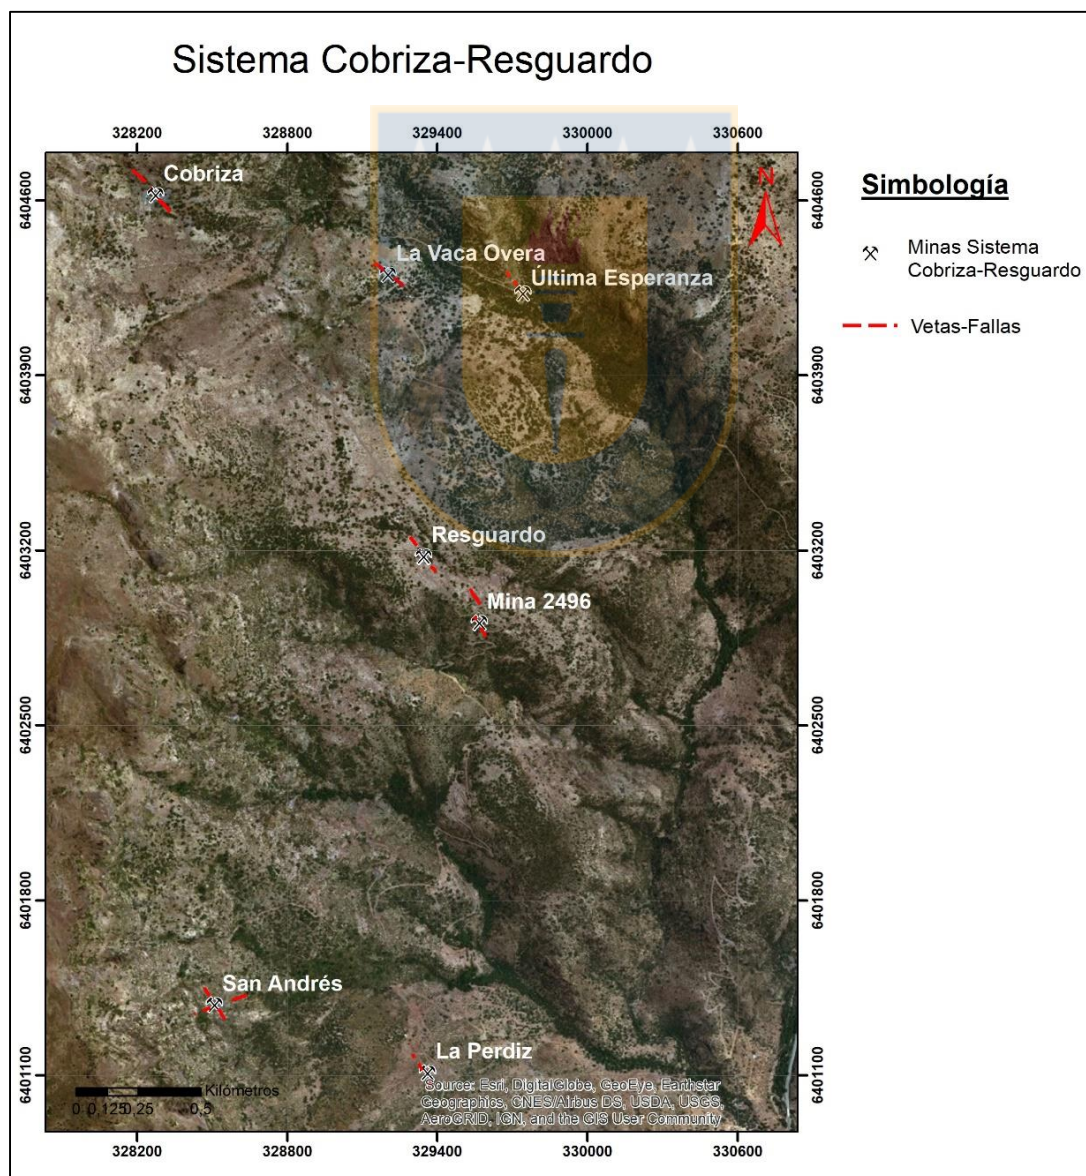 Sistema Cobriza-Resguardo
328200 328800 329400 330000 330600
Cobriza
La Vaca Overa
Última Esperanza
Resguardo
Mina 2496
San Andrés
La Perdiz
6404600
6403900
6403200
6402500
6401800
6401100
6404600
6403900
6403200
6402500
6401800
6401100
N
Simbología
Minas Sistema
Cobriza-Resguardo
Vetas-Fallas
Kilómetros
0 0,125 0,25 0,5
Source: Esri, DigitalGlobe, GeoEye, Earthstar
Geographics, CNES/Airbus DS, USDA, USGS,
AeroGRID, IGN, and the GIS User Community
328200 328800 329400 330000 330600